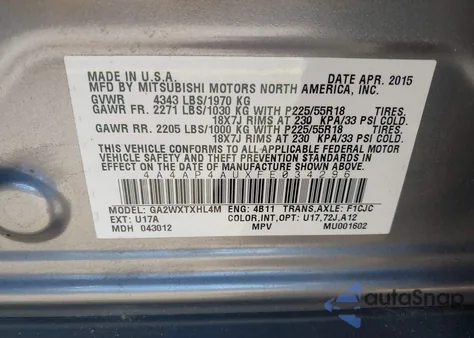 MADE IN U.S.A. DATE APR. 2015
MFD BY MITSUBISHI MOTORS NORTH AMERICA, INC.
GVWR 4343 LBS/1970 KG
GAWR FR. 2271 LBS/1030 KG WITH P225/55R18 TIRES,
18X7J RIMS AT 230 KPA/33 PSI COLD
GAWR RR. 2205 LBS/1000 KG WITH P225/55R18 TIRES,
18X7J RIMS AT 230 KPA/33 PSI COLD
THIS VEHICLE CONFORMS TO ALL APPLICABLE FEDERAL MOTOR
VEHICLE SAFETY AND THEFT PREVENTION STANDARDS IN
EFFECT ON THE DATE OF MANUFACTURE SHOWN ABOVE.
4A4AP4AUXFE034296
MODEL: GA2WXTXHL4M ENG: 4B11 TRANS,AXLE: F1CJC
EXT: U17A COLOR,INT,OPT: U17,72J,A12
MDH 043012 MPV MU001602
autoSnap